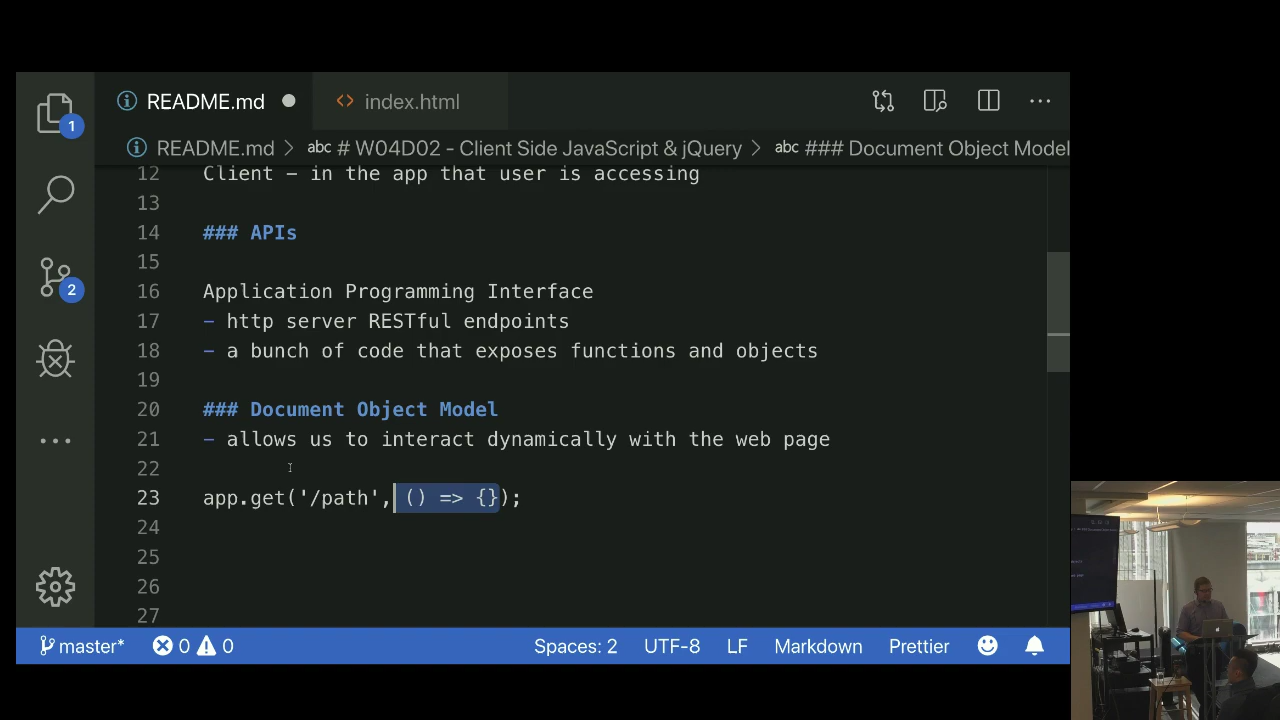 README.md
index.html
README.md > abc # W04D02 - Client Side JavaScript & jQuery > abc ### Document Object Model
12 Client - in the app that user is accessing
13
14 ### APIs
15
16 Application Programming Interface
17 - http server RESTful endpoints
18 - a bunch of code that exposes functions and objects
19
20 ### Document Object Model
21 - allows us to interact dynamically with the web page
22
23 app.get('/path', () => {});
24
25
26
27
1
2
master* 0 0 Spaces: 2 UTF-8 LF Markdown Prettier